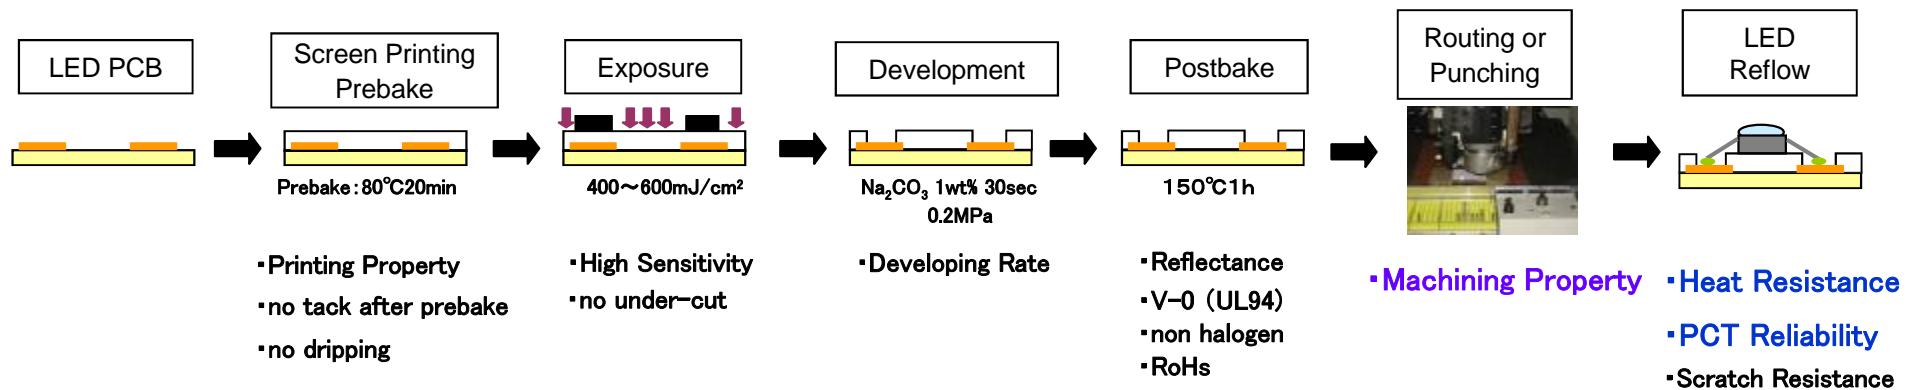 LED PCB
Screen Printing
Prebake
Exposure
Development
Postbake
Routing or
Punching
LED
Reflow
Prebake:80℃20min
400～600mJ/cm²
Na₂CO₃ 1wt% 30sec
0.2MPa
150℃1h
・Printing Property
・no tack after prebake
・no dripping
・High Sensitivity
・no under-cut
・Developing Rate
・Reflectance
・V-0 (UL94)
・non halogen
・RoHs
・Machining Property
・Heat Resistance
・PCT Reliability
・Scratch Resistance